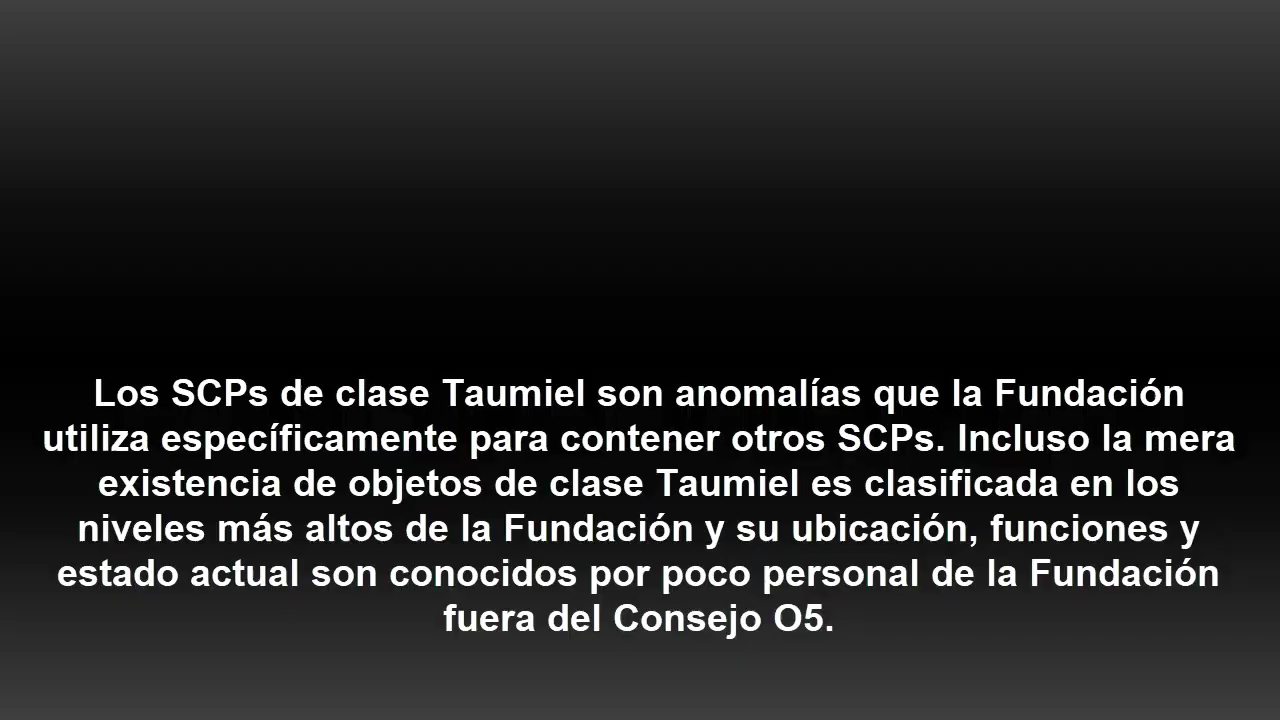 Los SCPs de clase Taumiel son anomalías que la Fundación
utiliza específicamente para contener otros SCPs. Incluso la mera
existencia de objetos de clase Taumiel es clasificada en los
niveles más altos de la Fundación y su ubicación, funciones y
estado actual son conocidos por poco personal de la Fundación
fuera del Consejo O5.